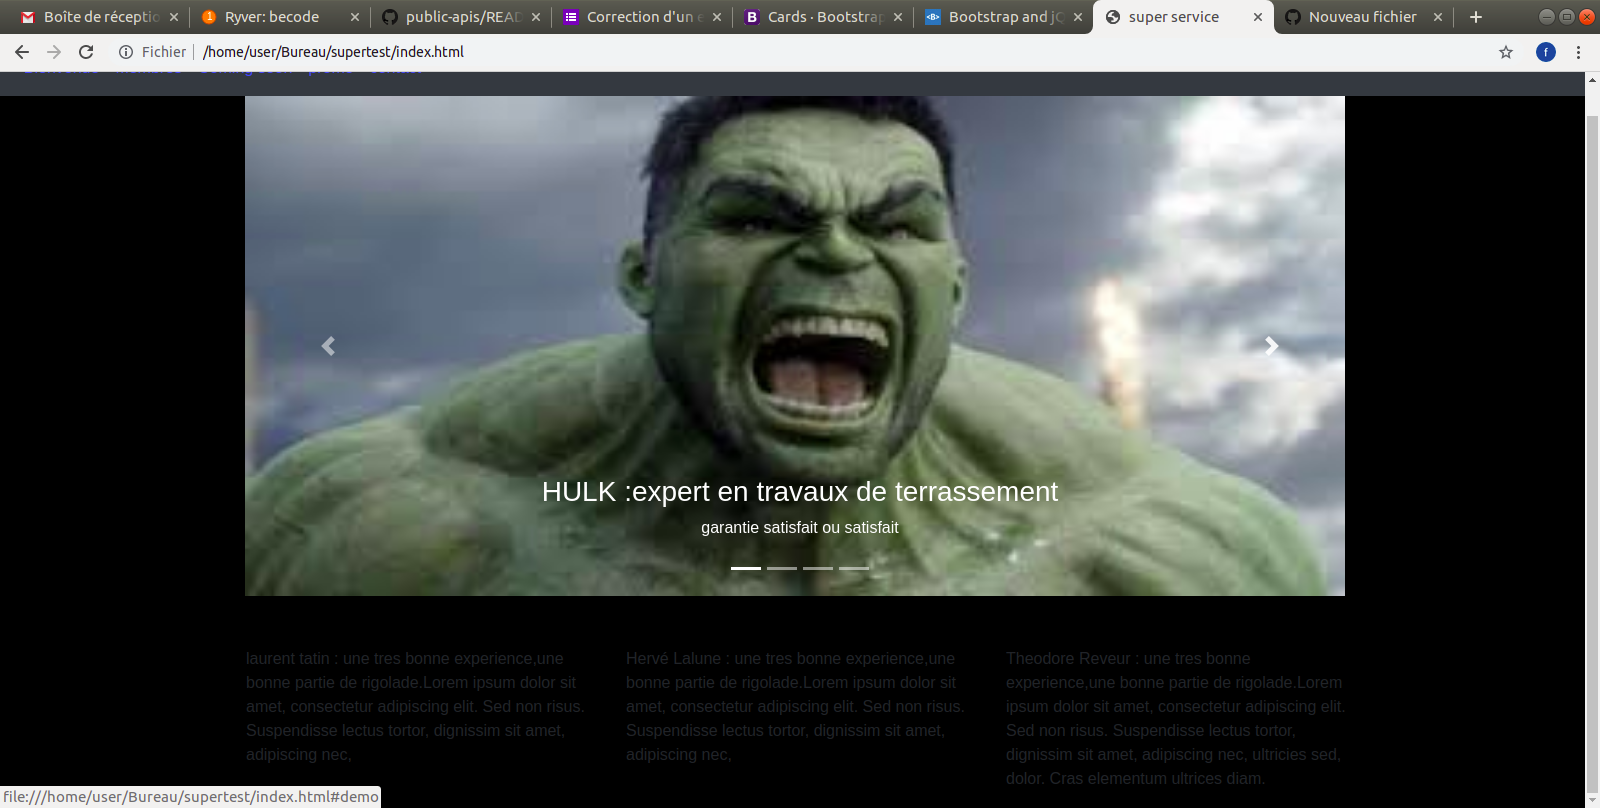 Boîte de réceptio
Ryver: becode
public-apis/READ
Correction d'un e
Cards · Bootstrap
Bootstrap and jQ
super service
Nouveau fichier
Fichier
/home/user/Bureau/supertest/index.html
f
HULK :expert en travaux de terrassement
garantie satisfait ou satisfait
laurent tatin : une tres bonne experience,une
bonne partie de rigolade.Lorem ipsum dolor sit
amet, consectetur adipiscing elit. Sed non risus.
Suspendisse lectus tortor, dignissim sit amet,
adipiscing nec,
Hervé Lalune : une tres bonne experience,une
bonne partie de rigolade.Lorem ipsum dolor sit
amet, consectetur adipiscing elit. Sed non risus.
Suspendisse lectus tortor, dignissim sit amet,
adipiscing nec,
Theodore Reveur : une tres bonne
experience,une bonne partie de rigolade.Lorem
ipsum dolor sit amet, consectetur adipiscing elit.
Sed non risus. Suspendisse lectus tortor,
dignissim sit amet, adipiscing nec, ultricies sed,
dolor. Cras elementum ultrices diam.
file:///home/user/Bureau/supertest/index.html#demo